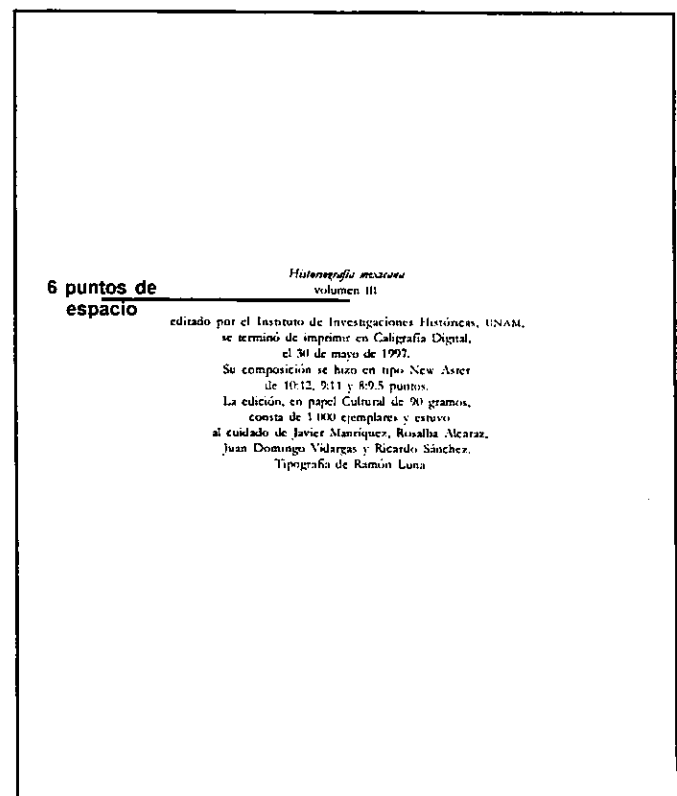 Historiografía mexicana
volumen III
6 puntos de
espacio
editado por el Instituto de Investigaciones Históricas, UNAM,
se terminó de imprimir en Caligrafía Digital,
el 30 de mayo de 1997.
Su composición se hizo en tipo New Aster
de 10:12, 9:11 y 8:9.5 puntos.
La edición, en papel Cultural de 90 gramos,
consta de 1 000 ejemplares y estuvo
al cuidado de Javier Manríquez, Rosalba Alcaraz,
Juan Domingo Vidargas y Ricardo Sánchez.
Tipografía de Ramón Luna